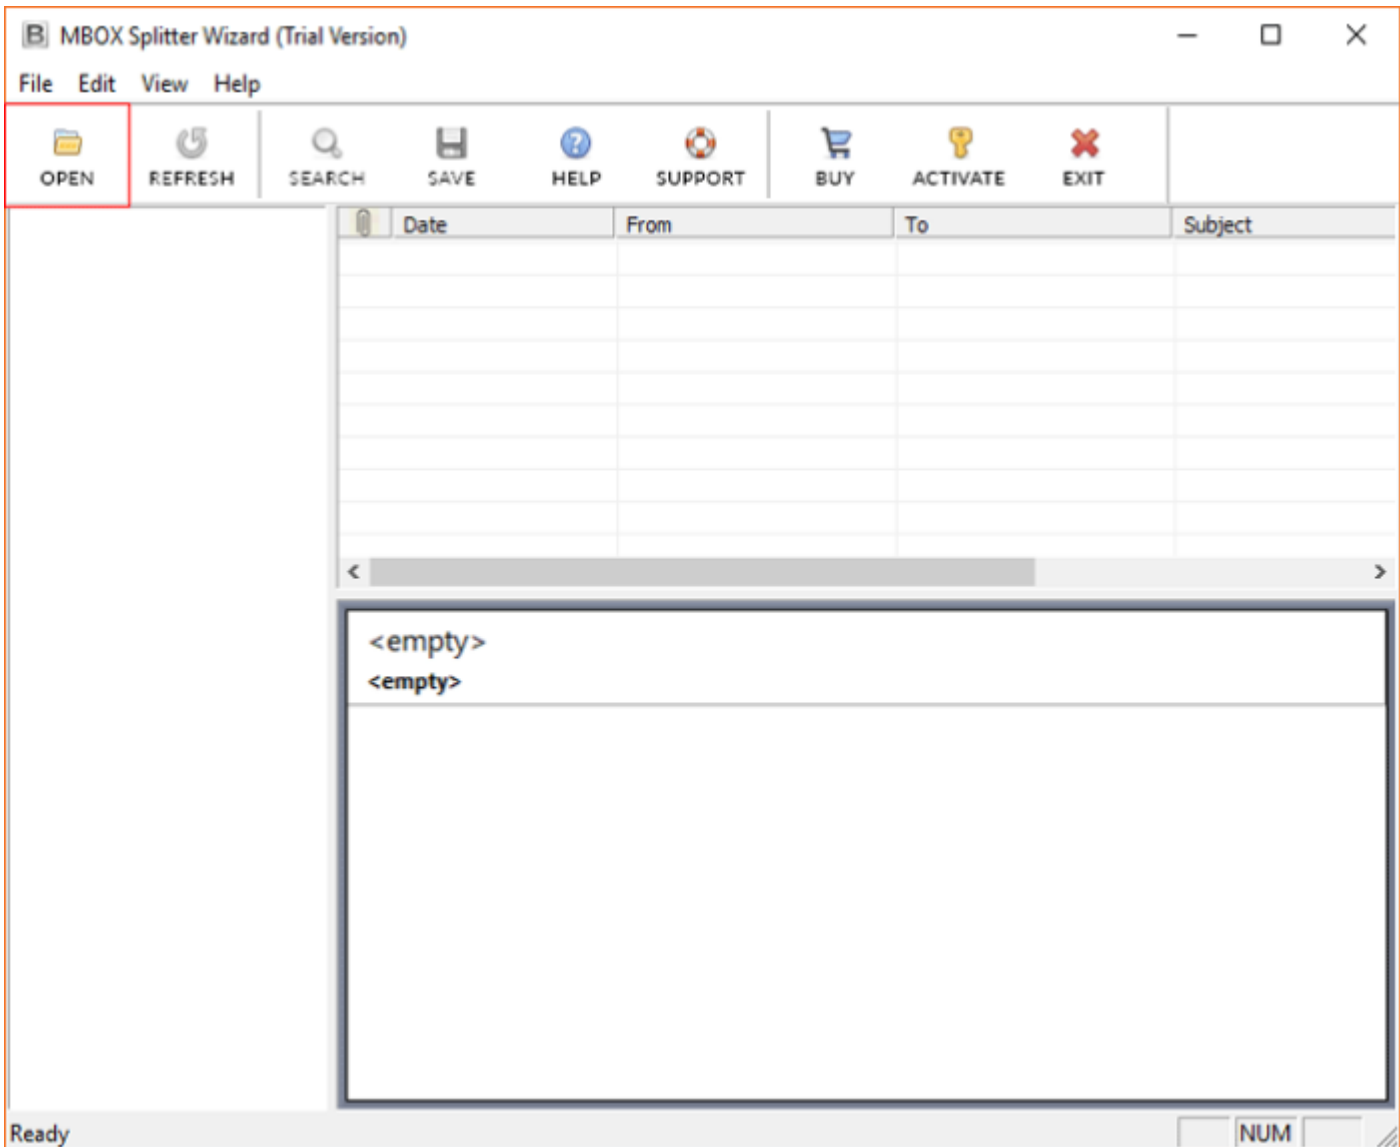 MBOX Splitter Wizard (Trial Version)
File Edit View Help
OPEN REFRESH SEARCH SAVE HELP SUPPORT BUY ACTIVATE EXIT
Date From To Subject
<empty>
<empty>
Ready NUM